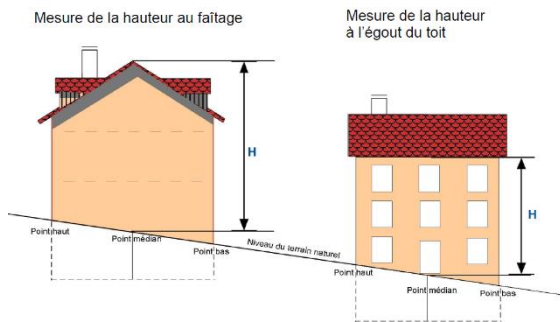 Mesure de la hauteur au faîtage
Mesure de la hauteur
à l'égout du toit
H
H
Point haut
Point médian
Point bas
Niveau du terrain naturel
Point haut
Point médian
Point bas